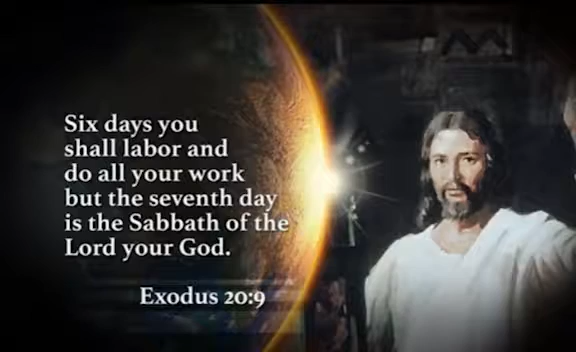 Six days you
shall labor and
do all your work
but the seventh day
is the Sabbath of the
Lord your God.
Exodus 20:9